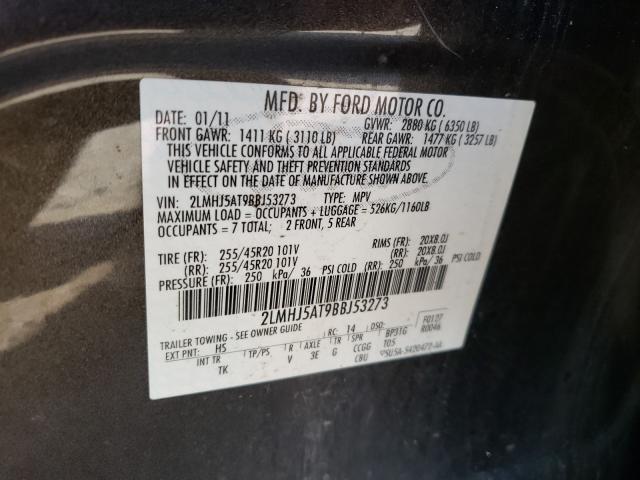 MFD. BY FORD MOTOR CO.
DATE: 01/11 GVWR: 2880 KG ( 6350 LB)
FRONT GAWR: 1411 KG ( 3110 LB) REAR GAWR: 1477 KG ( 3257 LB)
THIS VEHICLE CONFORMS TO ALL APPLICABLE FEDERAL MOTOR
VEHICLE SAFETY AND THEFT PREVENTION STANDARDS
IN EFFECT ON THE DATE OF MANUFACTURE SHOWN ABOVE.
VIN: 2LMHJ5AT9BBJ53273 TYPE: MPV
MAXIMUM LOAD = OCCUPANTS + LUGGAGE = 526KG/1160LB
OCCUPANTS = 7 TOTAL; 2 FRONT, 5 REAR
TIRE (FR): 255/45R20 101V RIMS (FR): 20X8.0J
(RR): 255/45R20 101V (RR): 20X8.0J
PRESSURE (FR): 250 kPa/ 36 PSI COLD (RR): 250 kPa/ 36 PSI COLD
2LMHJ5AT9BBJ53273
TRAILER TOWING - SEE OWNER GUIDE RC: 14 DSO: F0127
EXT PNT: HS R0046
INT TR TP/PS R AXLE TR SPR BP31G
TK V 3E G CCGG T05
CBU